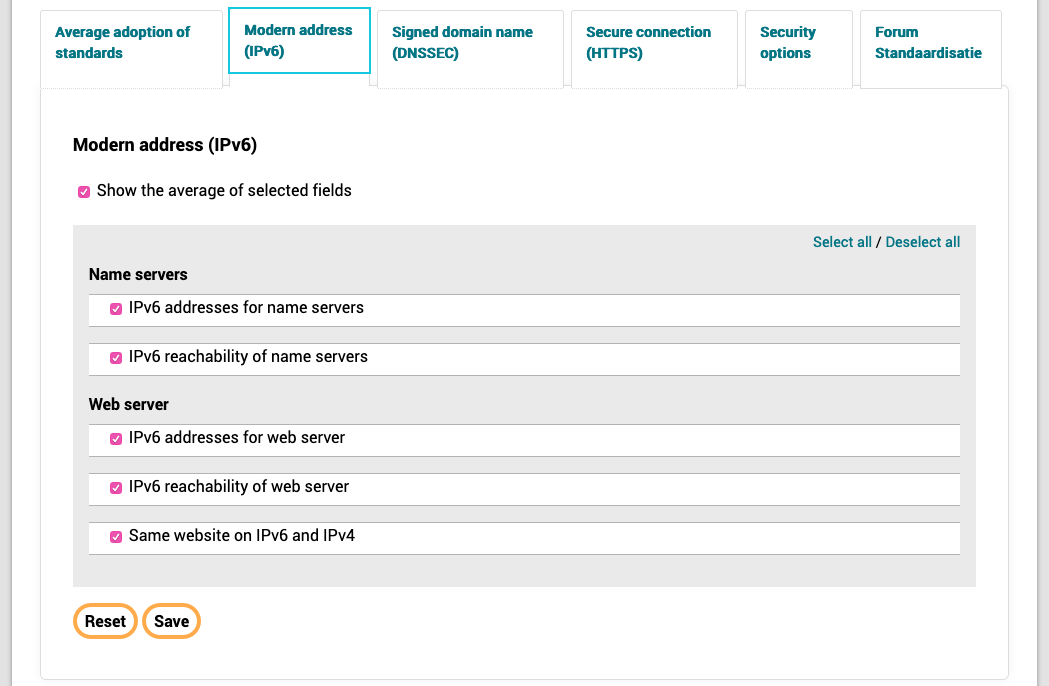 Average adoption of
standards
Modern address
(IPv6)
Signed domain name
(DNSSEC)
Secure connection
(HTTPS)
Security
options
Forum
Standaardisatie
Modern address (IPv6)
Show the average of selected fields
Select all / Deselect all
Name servers
IPv6 addresses for name servers
IPv6 reachability of name servers
Web server
IPv6 addresses for web server
IPv6 reachability of web server
Same website on IPv6 and IPv4
Reset Save